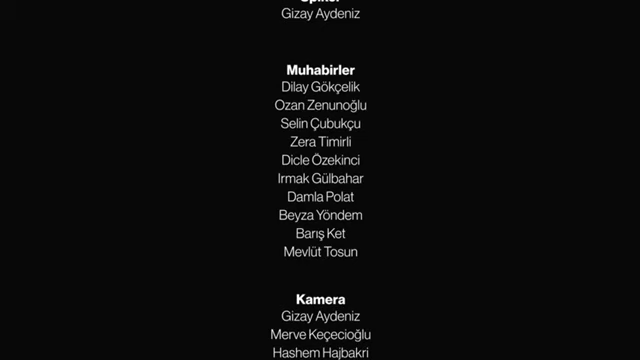 Spiker
Gizay Aydeniz
Muhabirler
Dilay Gökçelik
Ozan Zenunoğlu
Selin Çubukçu
Zera Timirli
Dicle Özekinci
Irmak Gülbahar
Damla Polat
Beyza Yöndem
Barış Ket
Mevlüt Tosun
Kamera
Gizay Aydeniz
Merve Keçecioğlu
Hashem Hajbakri